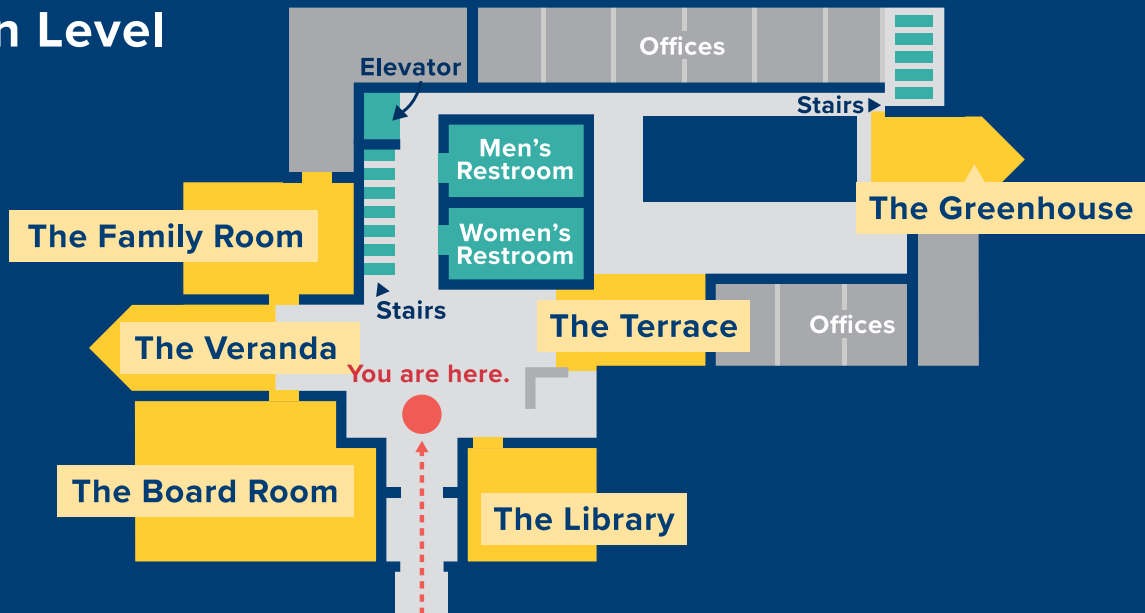 n Level
Offices
Elevator
Stairs
Men's
Restroom
The Greenhouse
The Family Room
Women's
Restroom
Stairs
The Terrace
Offices
The Veranda
You are here.
The Board Room
The Library